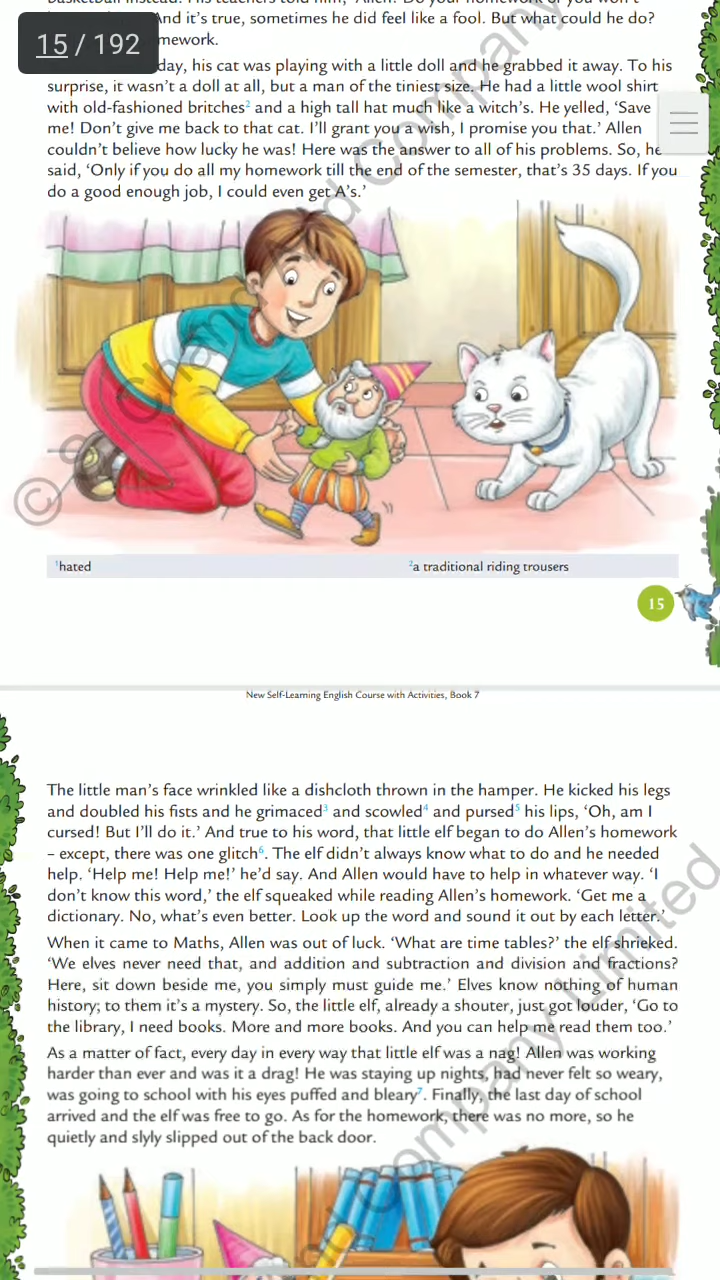 Basketball instead. His teachers told him, 'Allen! Do your homework or you won't
And it's true, sometimes he did feel like a fool. But what could he do?
mework.
15 / 192
day, his cat was playing with a little doll and he grabbed it away. To his
surprise, it wasn't a doll at all, but a man of the tiniest size. He had a little wool shirt
with old-fashioned britches² and a high tall hat much like a witch's. He yelled, 'Save
me! Don't give me back to that cat. I'll grant you a wish, I promise you that.' Allen
couldn't believe how lucky he was! Here was the answer to all of his problems. So, he
said, 'Only if you do all my homework till the end of the semester, that's 35 days. If you
do a good enough job, I could even get A's.'
¹hated
²a traditional riding trousers
15
New Self-Learning English Course with Activities, Book 7
The little man's face wrinkled like a dishcloth thrown in the hamper. He kicked his legs
and doubled his fists and he grimaced³ and scowled⁴ and pursed⁵ his lips, 'Oh, am I
cursed! But I'll do it.' And true to his word, that little elf began to do Allen's homework
– except, there was one glitch⁶. The elf didn't always know what to do and he needed
help. 'Help me! Help me!' he'd say. And Allen would have to help in whatever way. 'I
don't know this word,' the elf squeaked while reading Allen's homework. 'Get me a
dictionary. No, what's even better. Look up the word and sound it out by each letter.'
When it came to Maths, Allen was out of luck. 'What are time tables?' the elf shrieked.
'We elves never need that, and addition and subtraction and division and fractions?
Here, sit down beside me, you simply must guide me.' Elves know nothing of human
history; to them it's a mystery. So, the little elf, already a shouter, just got louder, 'Go to
the library, I need books. More and more books. And you can help me read them too.'
As a matter of fact, every day in every way that little elf was a nag! Allen was working
harder than ever and was it a drag! He was staying up nights, had never felt so weary,
was going to school with his eyes puffed and bleary⁷. Finally, the last day of school
arrived and the elf was free to go. As for the homework, there was no more, so he
quietly and slyly slipped out of the back door.